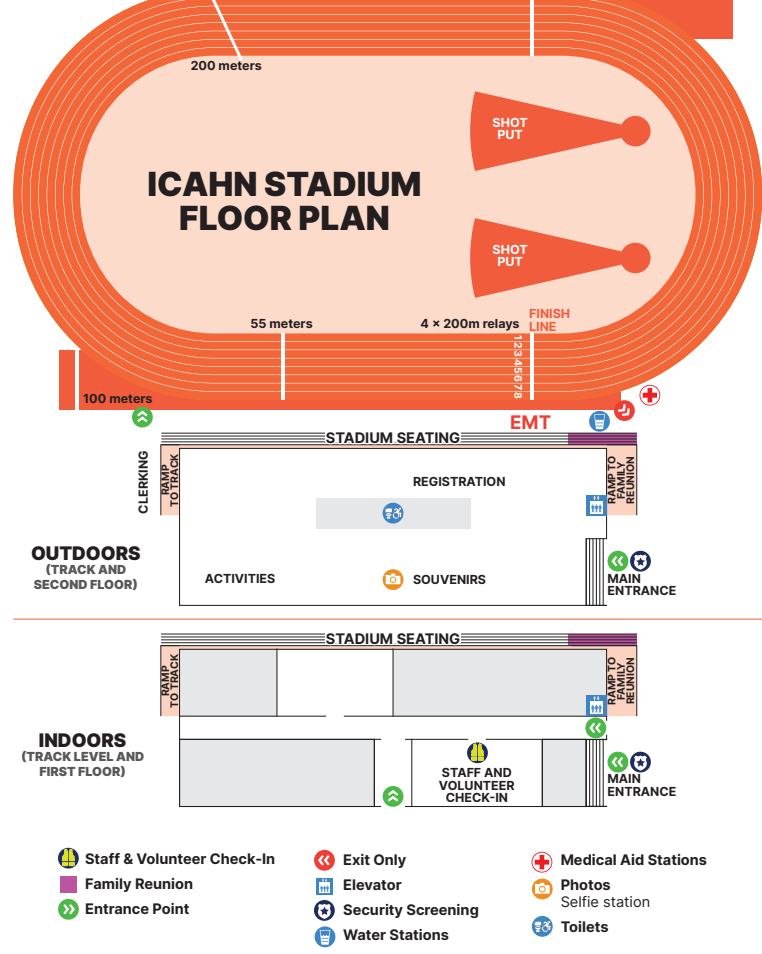 200 meters
SHOT
PUT
ICAHN STADIUM
FLOOR PLAN
SHOT
PUT
55 meters
4 × 200m relays
FINISH
LINE
12345678
100 meters
EMT
STADIUM SEATING
CLERKING
RAMP
TO TRACK
RAMP TO
FAMILY
REUNION
REGISTRATION
OUTDOORS
(TRACK AND
SECOND FLOOR)
ACTIVITIES
SOUVENIRS
MAIN
ENTRANCE
STADIUM SEATING
RAMP
TO TRACK
RAMP TO
FAMILY
REUNION
INDOORS
(TRACK LEVEL AND
FIRST FLOOR)
STAFF AND
VOLUNTEER
CHECK-IN
MAIN
ENTRANCE
Staff & Volunteer Check-In
Family Reunion
Entrance Point
Exit Only
Elevator
Security Screening
Water Stations
Medical Aid Stations
Photos
Selfie station
Toilets